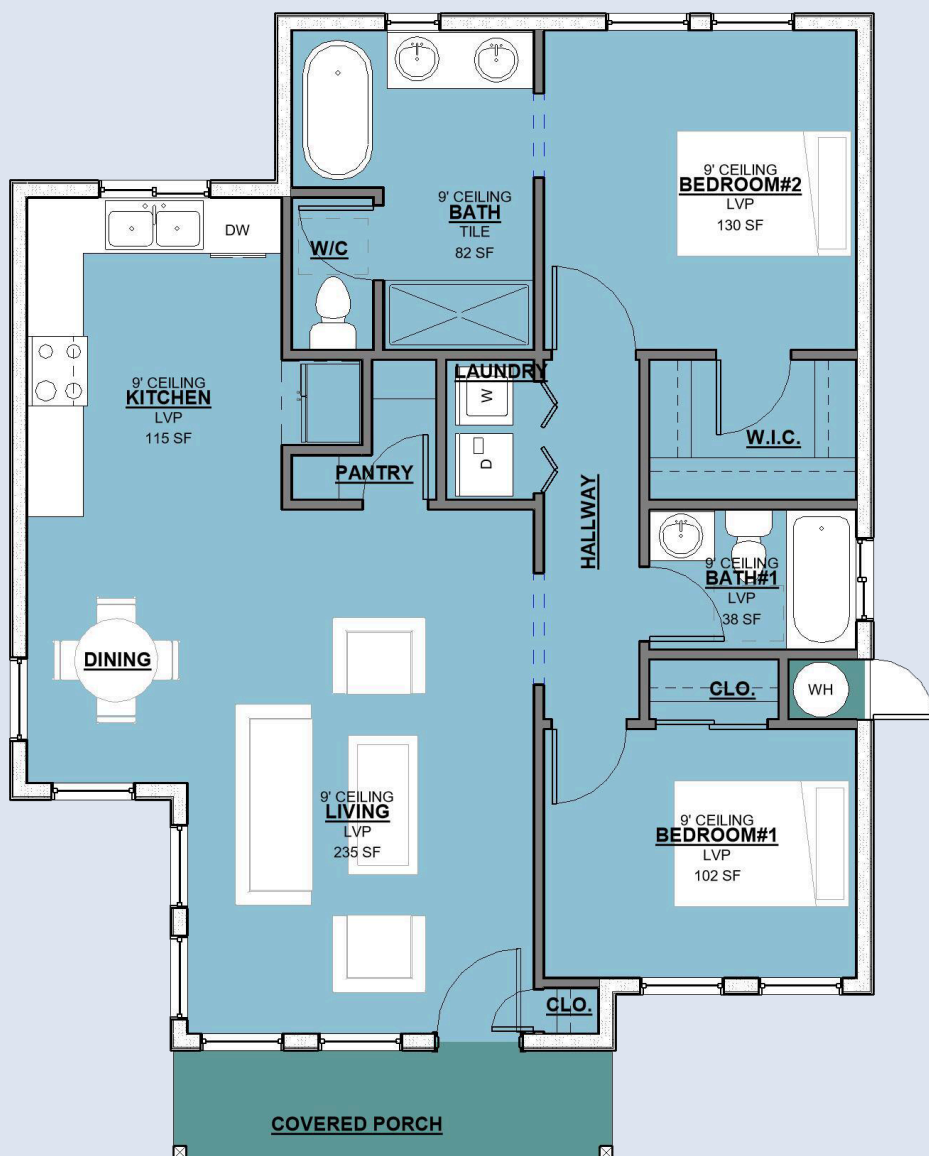 9' CEILING
BEDROOM#2
LVP
130 SF
9' CEILING
BATH
TILE
82 SF
DW
W/C
LAUNDRY
W
D
9' CEILING
KITCHEN
LVP
115 SF
PANTRY
W.I.C.
HALLWAY
9' CEILING
BATH#1
LVP
38 SF
DINING
CLO.
WH
9' CEILING
LIVING
LVP
235 SF
9' CEILING
BEDROOM#1
LVP
102 SF
CLO.
COVERED PORCH